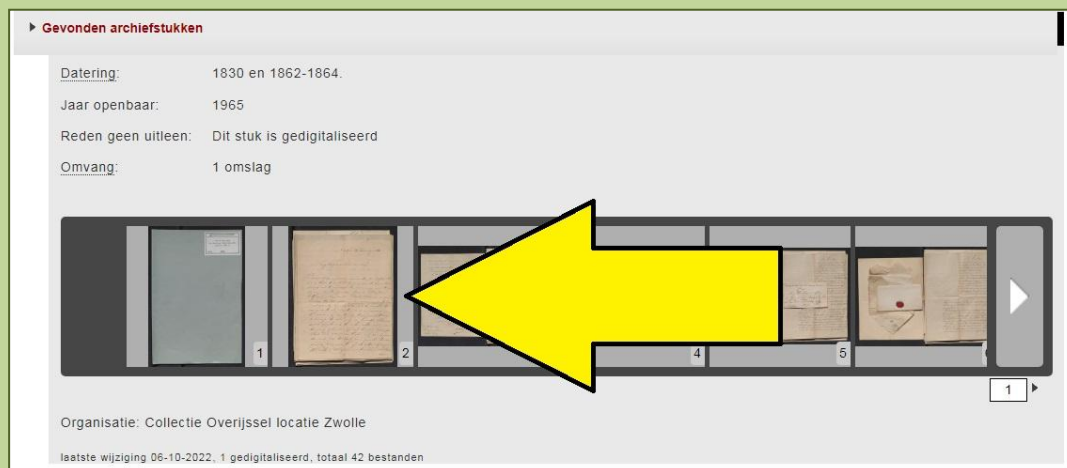 Gevonden archiefstukken
Datering: 1830 en 1862-1864.
Jaar openbaar: 1965
Reden geen uitleen: Dit stuk is gedigitaliseerd
Omvang: 1 omslag
1 2 4 5
1
Organisatie: Collectie Overijssel locatie Zwolle
laatste wijziging 06-10-2022, 1 gedigitaliseerd, totaal 42 bestanden